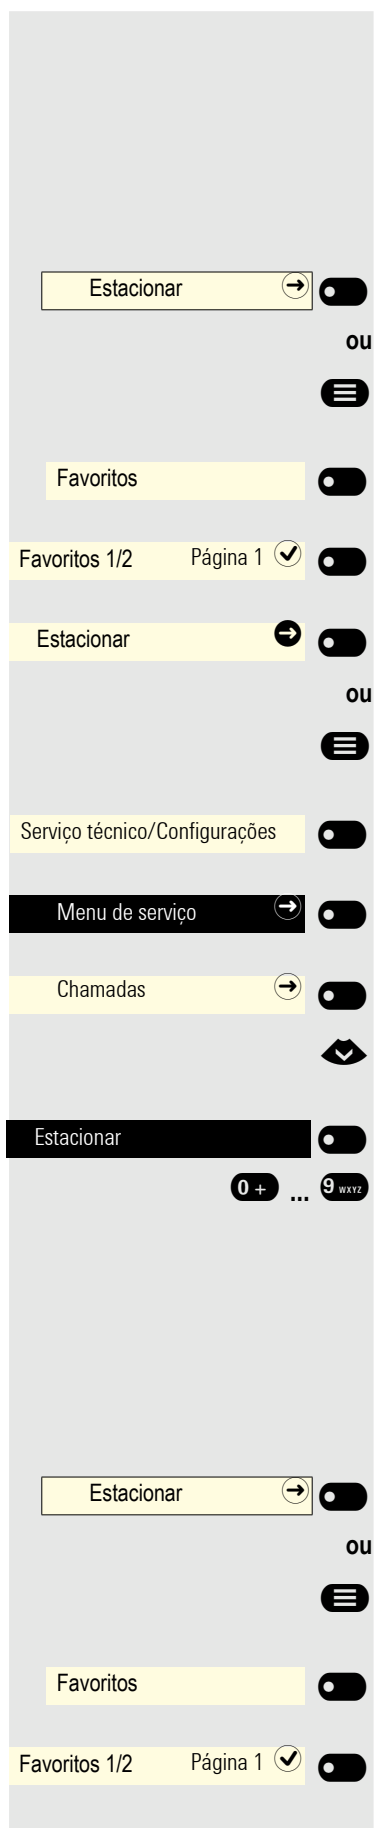 Estacionar
ou
Favoritos
Favoritos 1/2 Página 1
Estacionar
ou
Serviço técnico/Configurações
Menu de serviço
Chamadas
Estacionar
0 + ... 9 WXYZ
Estacionar
ou
Favoritos
Favoritos 1/2 Página 1